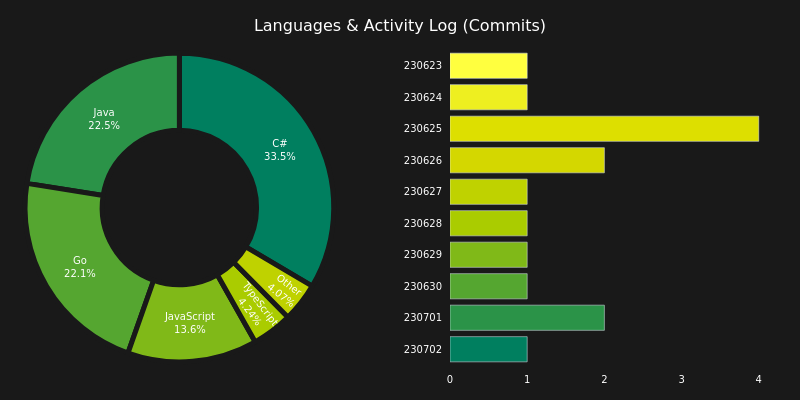 Languages & Activity Log (Commits)
C#
33.5%
Java
22.5%
Go
22.1%
JavaScript
13.6%
TypeScript
4.24%
Other
4.07%
230623
230624
230625
230626
230627
230628
230629
230630
230701
230702
0 1 2 3 4